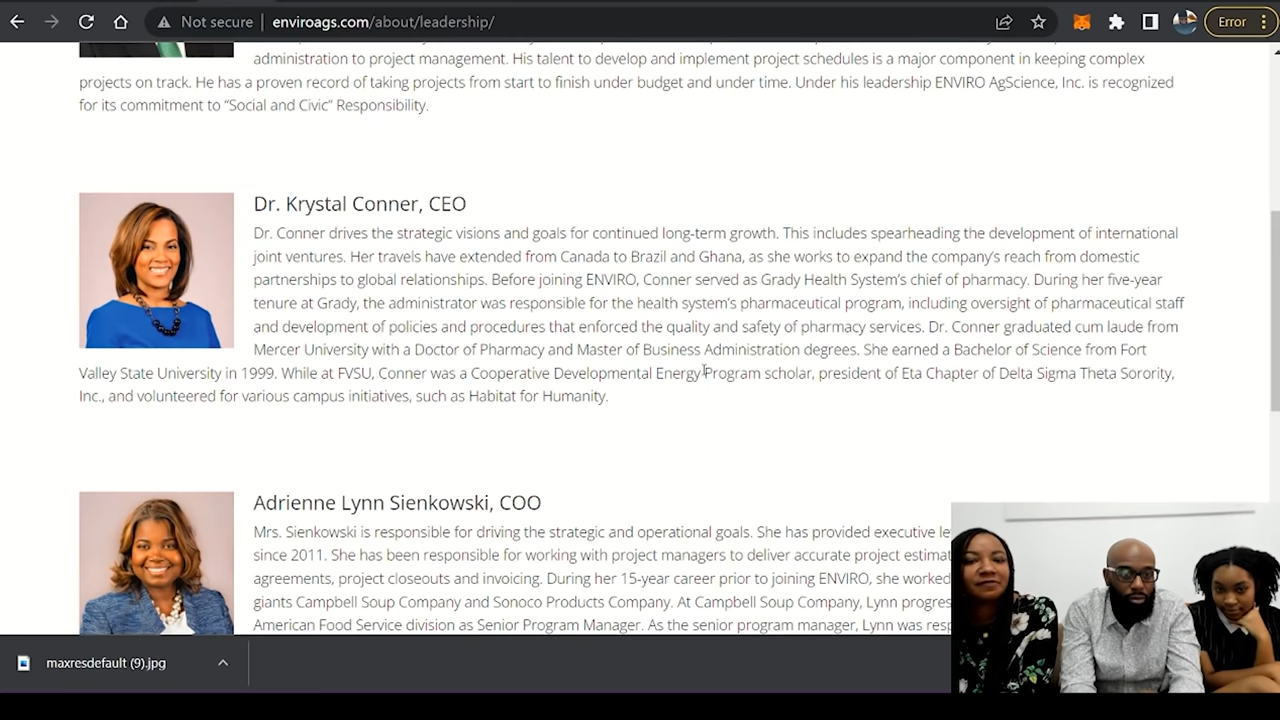 Not secure
enviroags.com/about/leadership/
Error
administration to project management. His talent to develop and implement project schedules is a major component in keeping complex
projects on track. He has a proven record of taking projects from start to finish under budget and under time. Under his leadership ENVIRO AgScience, Inc. is recognized
for its commitment to “Social and Civic” Responsibility.
Dr. Krystal Conner, CEO
Dr. Conner drives the strategic visions and goals for continued long-term growth. This includes spearheading the development of international
joint ventures. Her travels have extended from Canada to Brazil and Ghana, as she works to expand the company’s reach from domestic
partnerships to global relationships. Before joining ENVIRO, Conner served as Grady Health System’s chief of pharmacy. During her five-year
tenure at Grady, the administrator was responsible for the health system’s pharmaceutical program, including oversight of pharmaceutical staff
and development of policies and procedures that enforced the quality and safety of pharmacy services. Dr. Conner graduated cum laude from
Mercer University with a Doctor of Pharmacy and Master of Business Administration degrees. She earned a Bachelor of Science from Fort
Valley State University in 1999. While at FVSU, Conner was a Cooperative Developmental Energy Program scholar, president of Eta Chapter of Delta Sigma Theta Sorority,
Inc., and volunteered for various campus initiatives, such as Habitat for Humanity.
Adrienne Lynn Sienkowski, COO
Mrs. Sienkowski is responsible for driving the strategic and operational goals. She has provided executive le
since 2011. She has been responsible for working with project managers to deliver accurate project estimat
agreements, project closeouts and invoicing. During her 15-year career prior to joining ENVIRO, she worked
giants Campbell Soup Company and Sonoco Products Company. At Campbell Soup Company, Lynn progres
American Food Service division as Senior Program Manager. As the senior program manager, Lynn was resp
maxresdefault (9).jpg